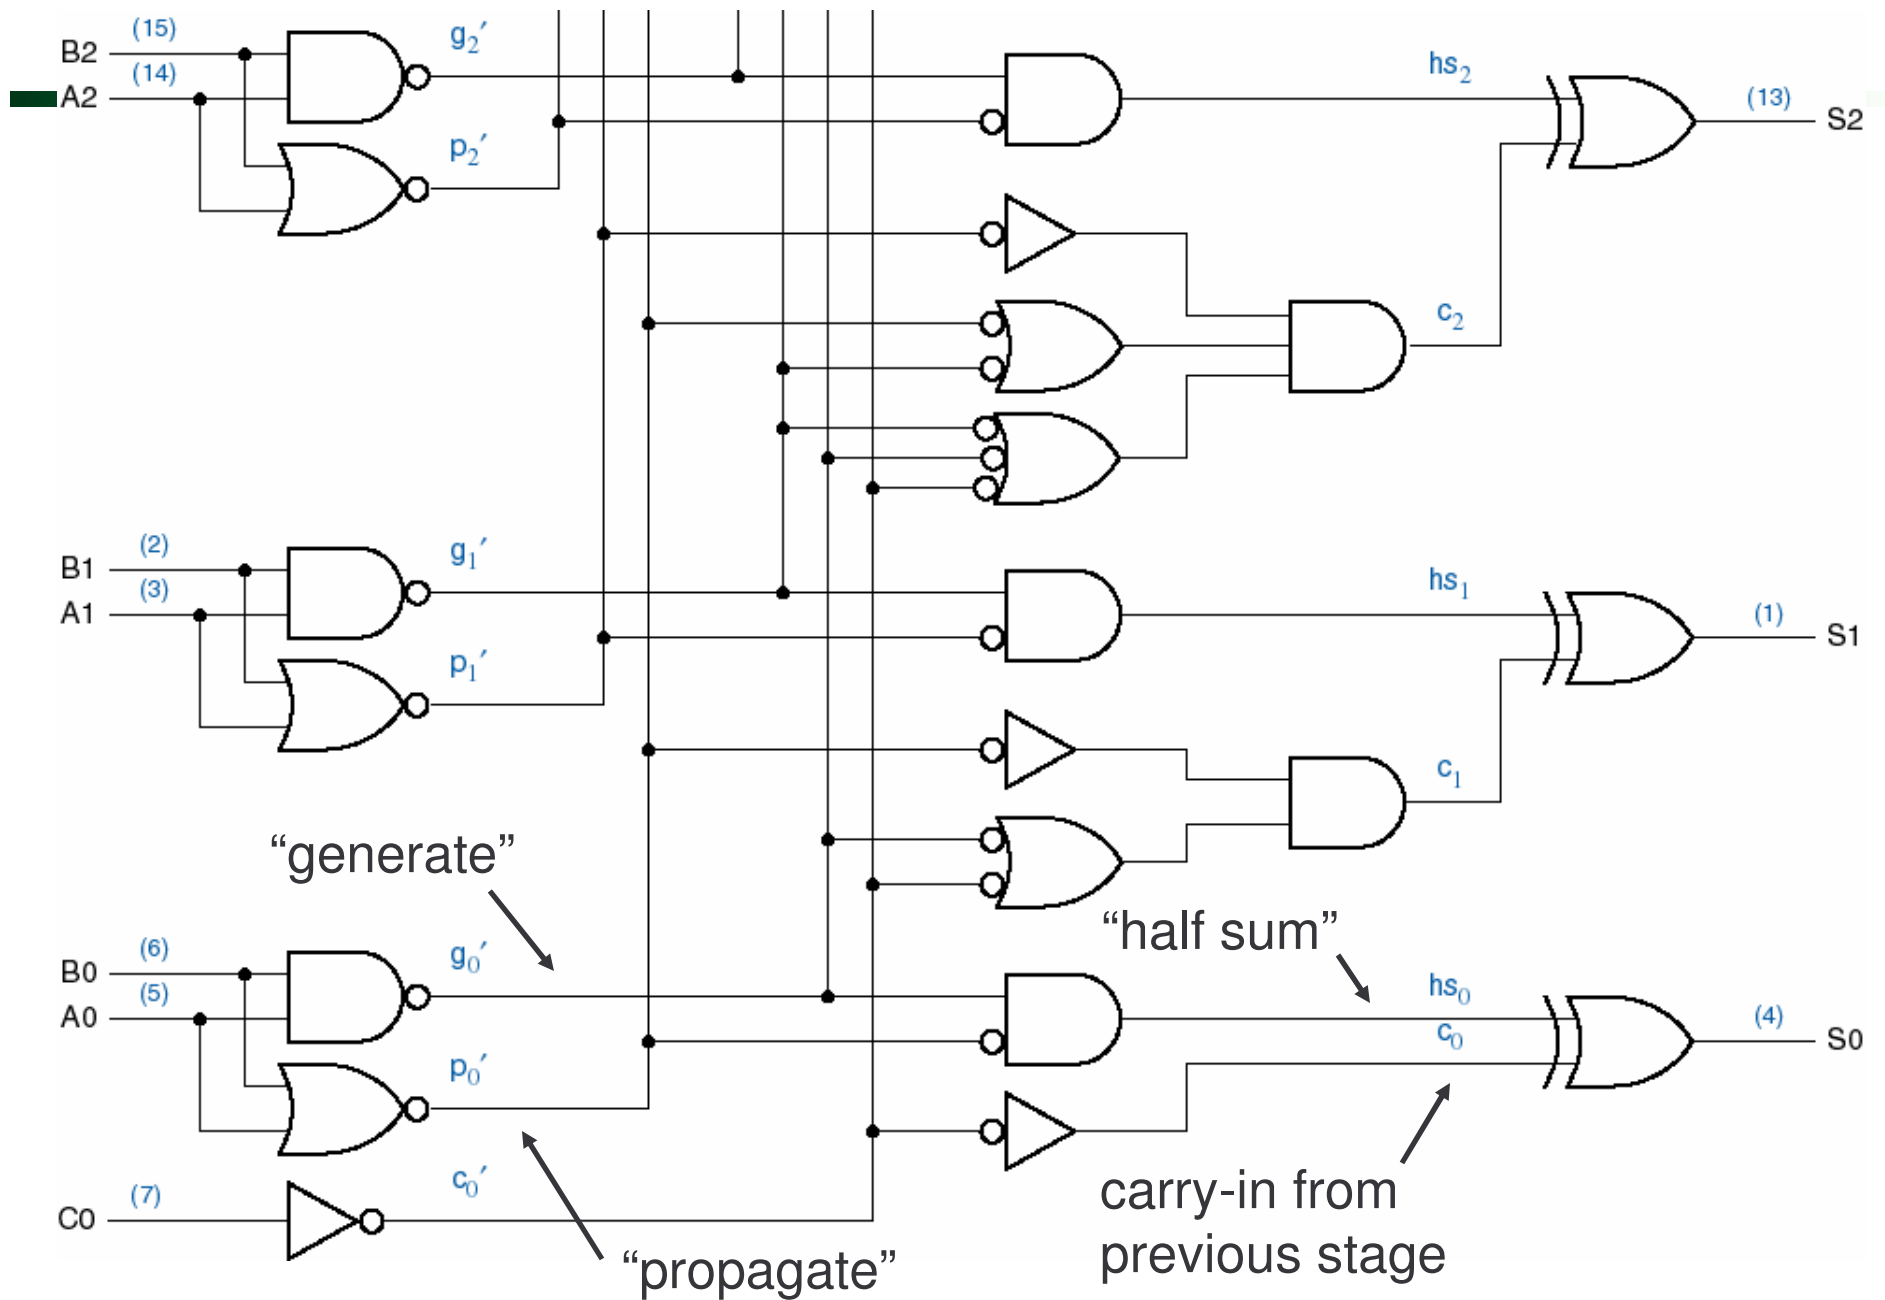 B2 (15) g2′ hs2
A2 (14) (13) S2
p2′
c2
B1 (2) g1′ hs1
A1 (3) (1) S1
p1′
c1
“generate”
“half sum”
B0 (6) g0′ hs0
A0 (5) c0 (4) S0
p0′
C0 (7) c0′
“propagate”
carry-in from
previous stage